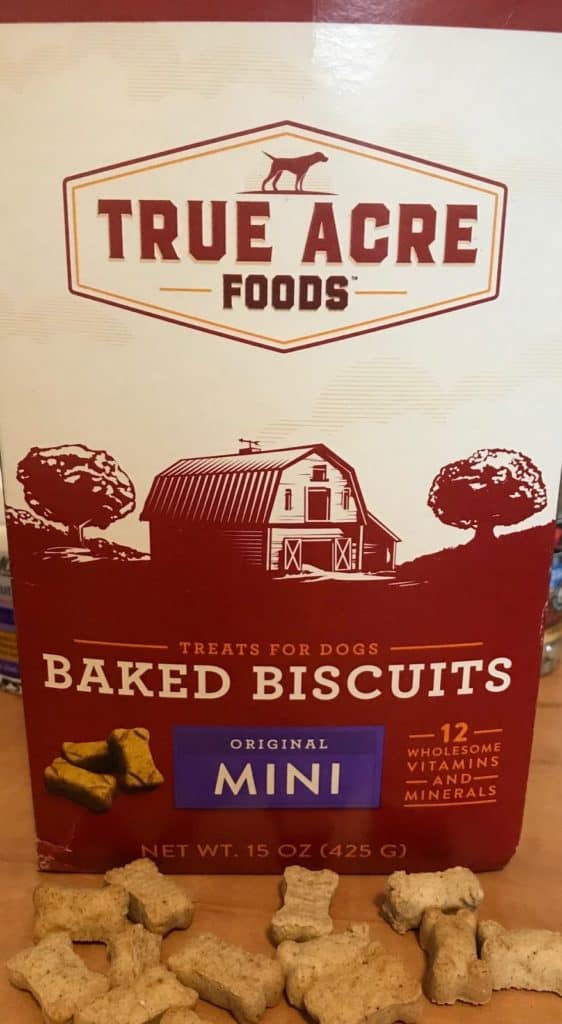 TRUE ACRE
FOODS™
TREATS FOR DOGS
BAKED BISCUITS
ORIGINAL
MINI
12
WHOLESOME
VITAMINS
AND
MINERALS
NET WT. 15 OZ (425 G)